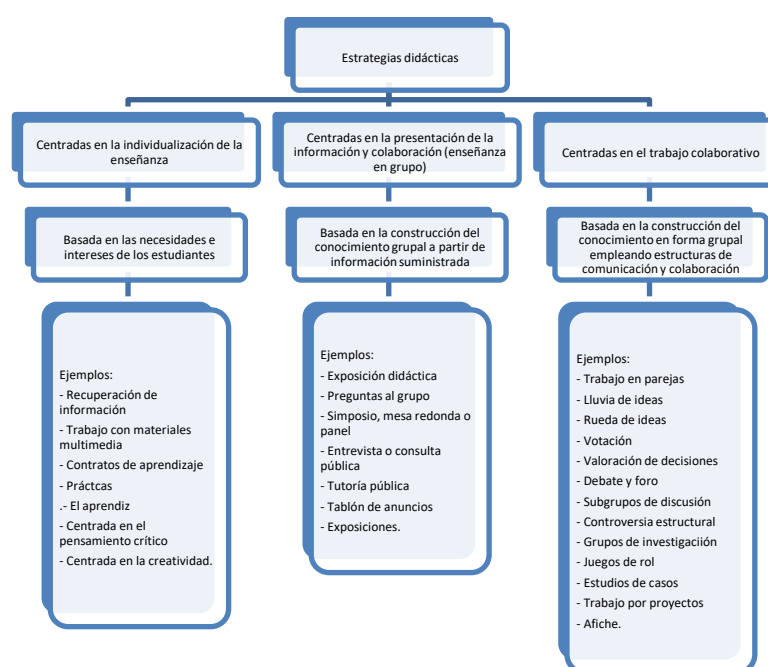 Estrategias didácticas
Centradas en la individualización de la
enseñanza
Centradas en la presentación de la
información y colaboración (enseñanza
en grupo)
Centradas en el trabajo colaborativo
Basada en las necesidades e
intereses de los estudiantes
Basada en la construcción del
conocimiento grupal a partir de
información suministrada
Basada en la construcción del
conocimiento en forma grupal
empleando estructuras de
comunicación y colaboración
Ejemplos:
- Recuperación de
información
- Trabajo con materiales
multimedia
- Contratos de aprendizaje
- Práctcas
.- El aprendiz
- Centrada en el
pensamiento crítico
- Centrada en la creatividad.
Ejemplos:
- Exposición didáctica
- Preguntas al grupo
- Simposio, mesa redonda o
panel
- Entrevista o consulta
pública
- Tutoría pública
- Tablón de anuncios
- Exposiciones.
Ejemplos:
- Trabajo en parejas
- Lluvia de ideas
- Rueda de ideas
- Votación
- Valoración de decisiones
- Debate y foro
- Subgrupos de discusión
- Controversia estructural
- Grupos de investigaciión
- Juegos de rol
- Estudios de casos
- Trabajo por proyectos
- Afiche.